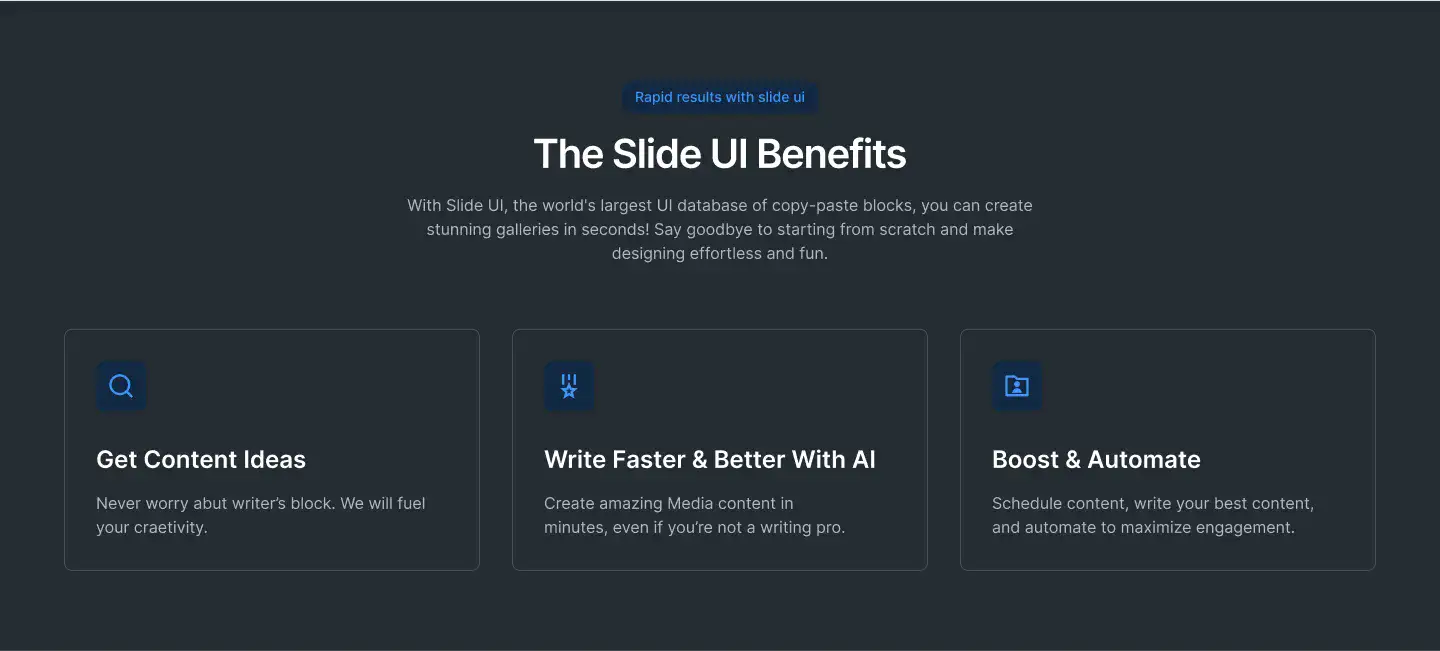 Rapid results with slide ui
The Slide UI Benefits
With Slide UI, the world's largest UI database of copy-paste blocks, you can create
stunning galleries in seconds! Say goodbye to starting from scratch and make
designing effortless and fun.
Get Content Ideas
Never worry abut writer’s block. We will fuel
your craetivity.
Write Faster & Better With AI
Create amazing Media content in
minutes, even if you’re not a writing pro.
Boost & Automate
Schedule content, write your best content,
and automate to maximize engagement.